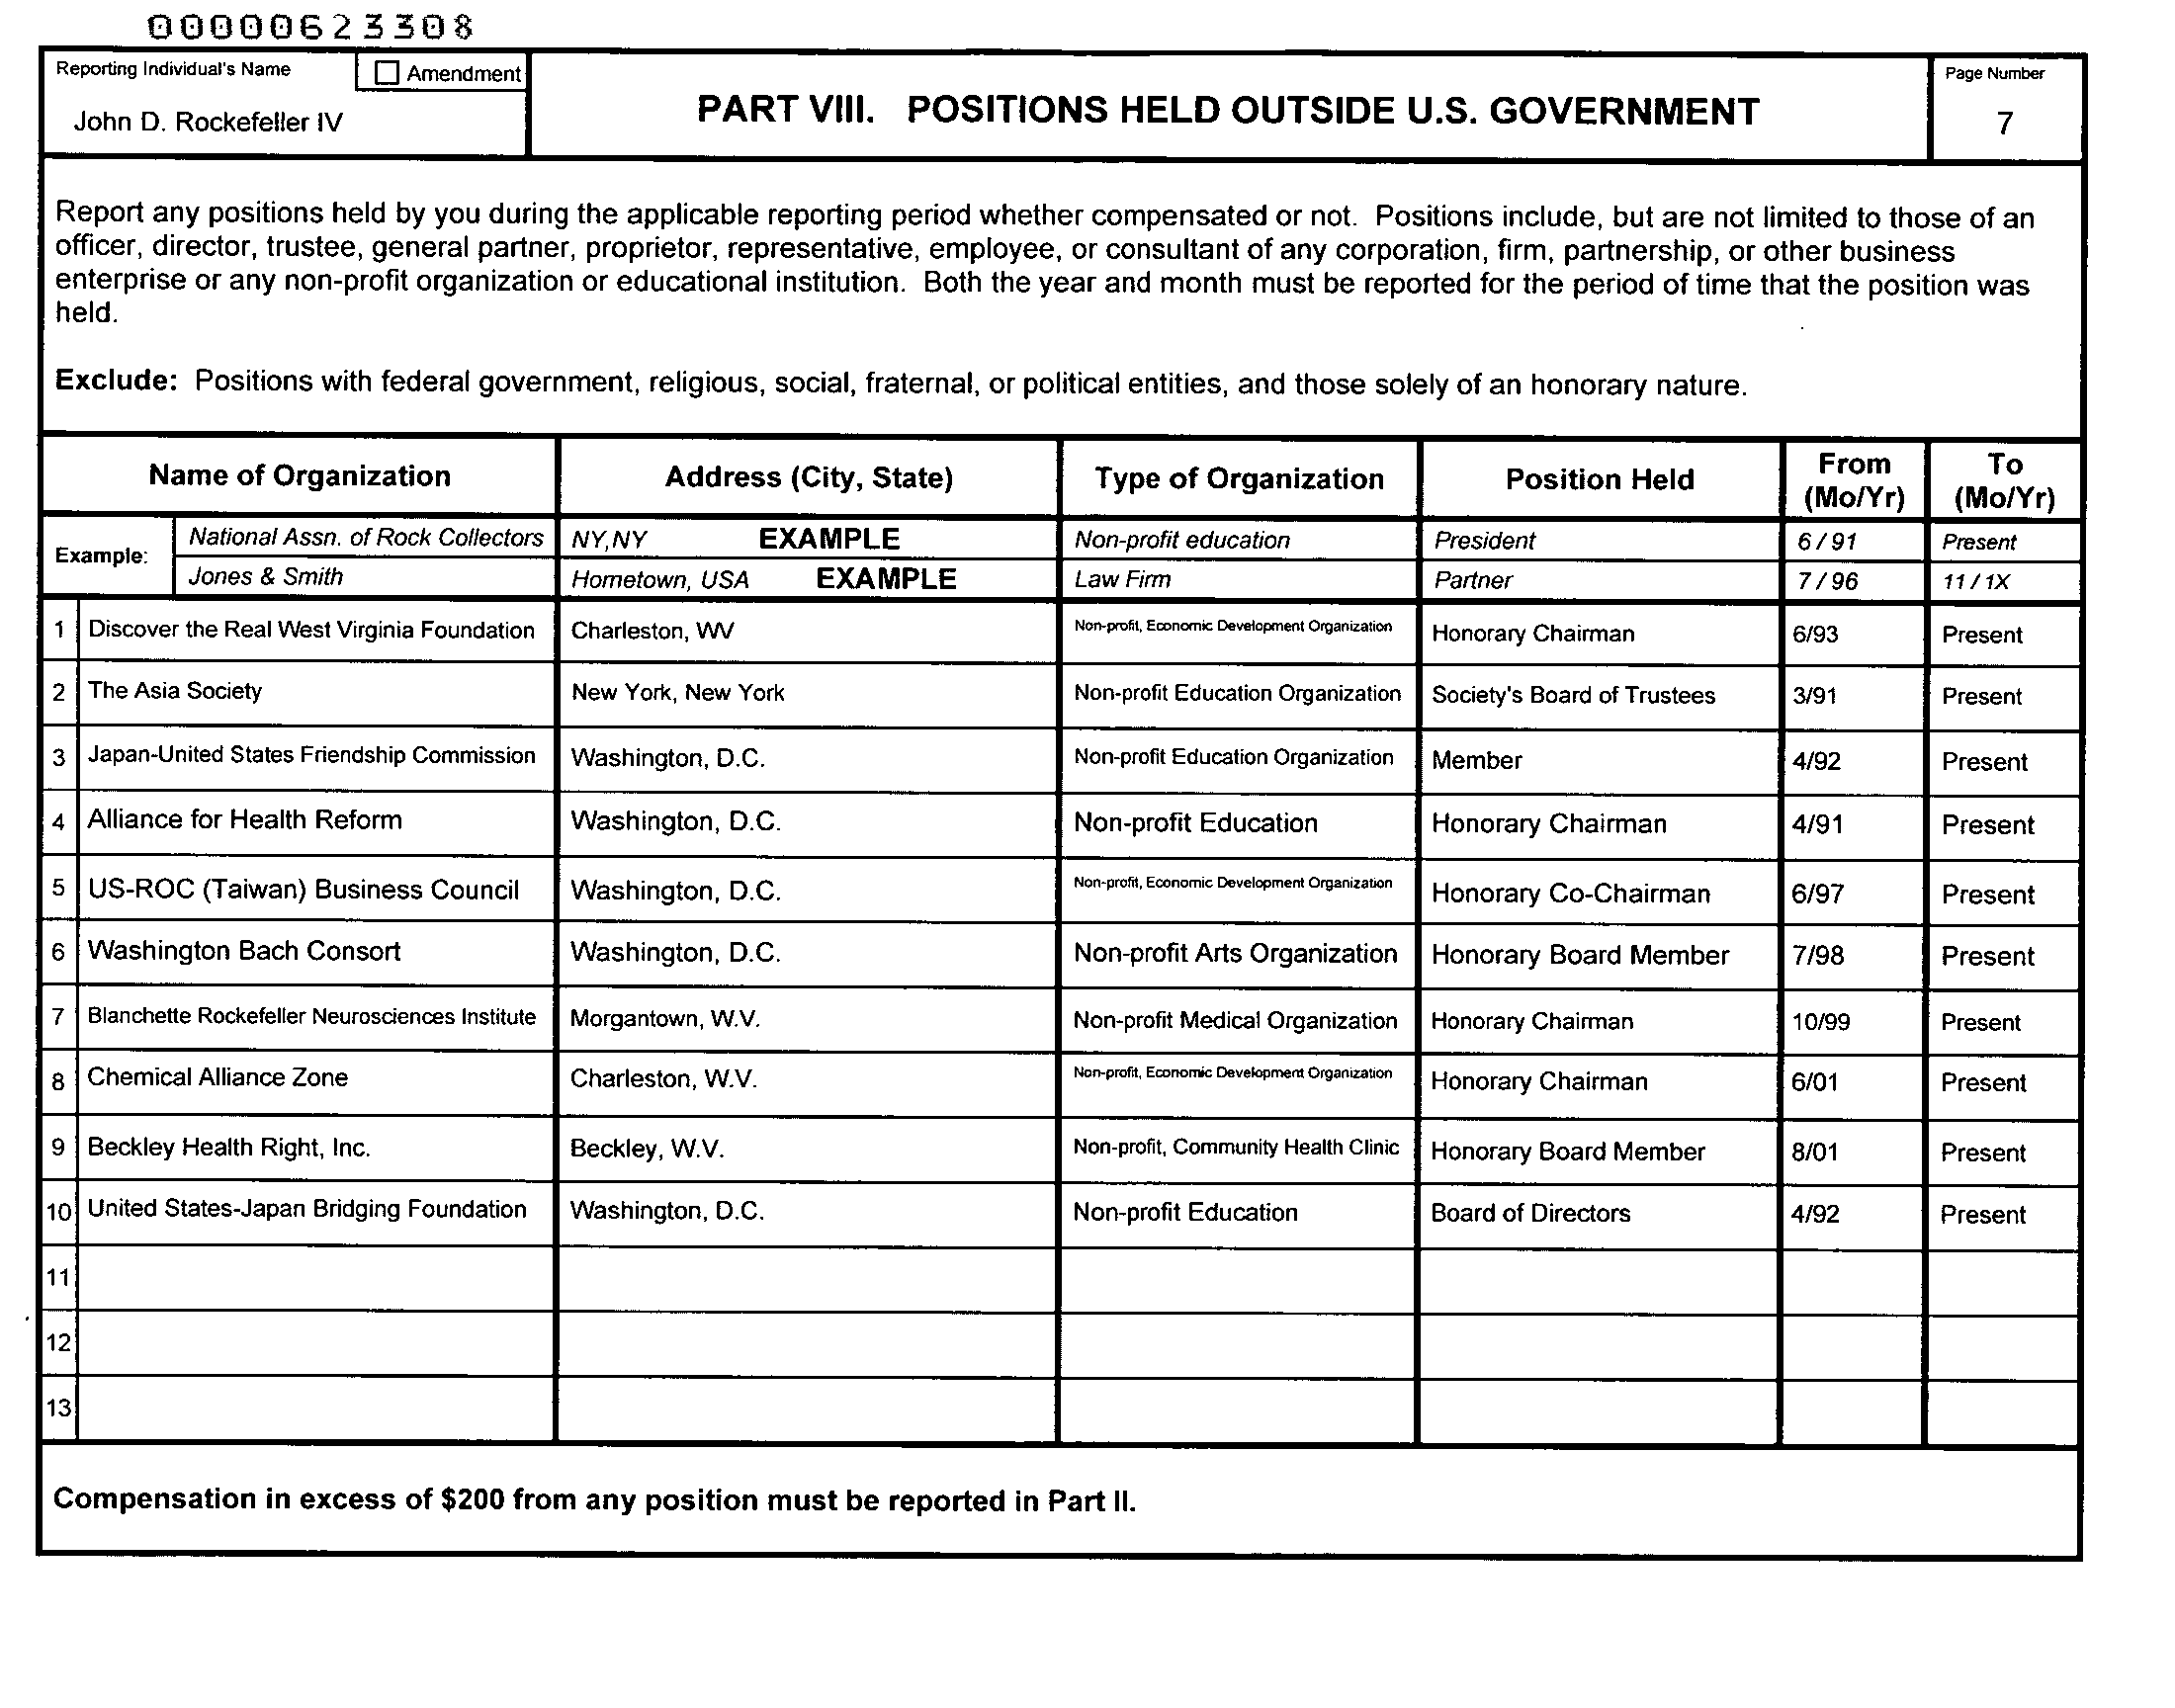 00000623308
Reporting Individual's Name
Amendment
John D. Rockefeller IV
PART VIII. POSITIONS HELD OUTSIDE U.S. GOVERNMENT
Page Number
7
Report any positions held by you during the applicable reporting period whether compensated or not. Positions include, but are not limited to those of an
officer, director, trustee, general partner, proprietor, representative, employee, or consultant of any corporation, firm, partnership, or other business
enterprise or any non-profit organization or educational institution. Both the year and month must be reported for the period of time that the position was
held.
Exclude: Positions with federal government, religious, social, fraternal, or political entities, and those solely of an honorary nature.
Name of Organization Address (City, State) Type of Organization Position Held From (Mo/Yr) To (Mo/Yr)
Example: National Assn. of Rock Collectors NY,NY EXAMPLE Non-profit education President 6 / 91 Present
Jones & Smith Hometown, USA EXAMPLE Law Firm Partner 7 / 96 11 / 1X
1 Discover the Real West Virginia Foundation Charleston, WV Non-profit, Economic Development Organization Honorary Chairman 6/93 Present
2 The Asia Society New York, New York Non-profit Education Organization Society's Board of Trustees 3/91 Present
3 Japan-United States Friendship Commission Washington, D.C. Non-profit Education Organization Member 4/92 Present
4 Alliance for Health Reform Washington, D.C. Non-profit Education Honorary Chairman 4/91 Present
5 US-ROC (Taiwan) Business Council Washington, D.C. Non-profit, Economic Development Organization Honorary Co-Chairman 6/97 Present
6 Washington Bach Consort Washington, D.C. Non-profit Arts Organization Honorary Board Member 7/98 Present
7 Blanchette Rockefeller Neurosciences Institute Morgantown, W.V. Non-profit Medical Organization Honorary Chairman 10/99 Present
8 Chemical Alliance Zone Charleston, W.V. Non-profit, Economic Development Organization Honorary Chairman 6/01 Present
9 Beckley Health Right, Inc. Beckley, W.V. Non-profit, Community Health Clinic Honorary Board Member 8/01 Present
10 United States-Japan Bridging Foundation Washington, D.C. Non-profit Education Board of Directors 4/92 Present
11
12
13
Compensation in excess of $200 from any position must be reported in Part II.